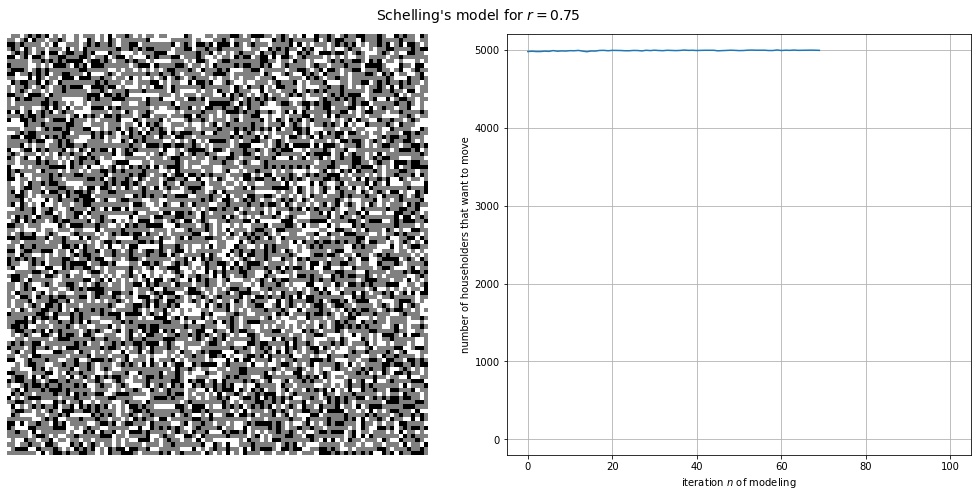 Schelling's model for r = 0.75
number of householders that want to move
5000
4000
3000
2000
1000
0
0 20 40 60 80 100
iteration n of modeling